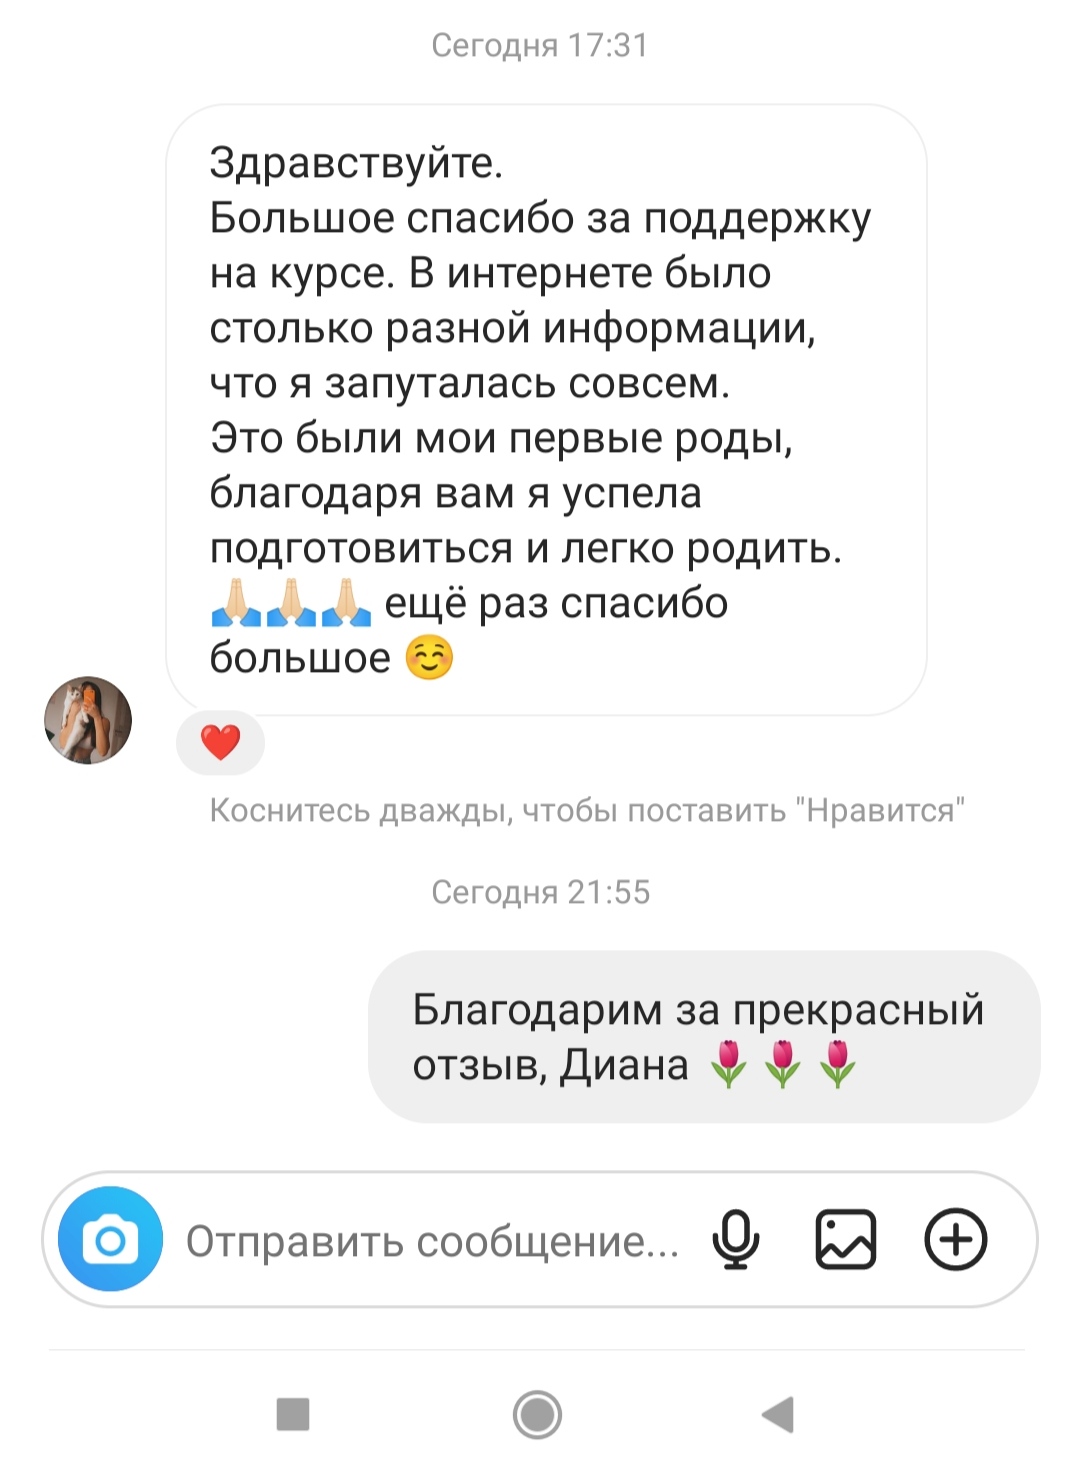 Сегодня 17:31
Здравствуйте.
Большое спасибо за поддержку
на курсе. В интернете было
столько разной информации,
что я запуталась совсем.
Это были мои первые роды,
благодаря вам я успела
подготовиться и легко родить.
🙏🏻🙏🏻🙏🏻 ещё раз спасибо
большое ☺️
❤️
Коснитесь дважды, чтобы поставить "Нравится"
Сегодня 21:55
Благодарим за прекрасный
отзыв, Диана 🌷🌷🌷
Отправить сообщение...